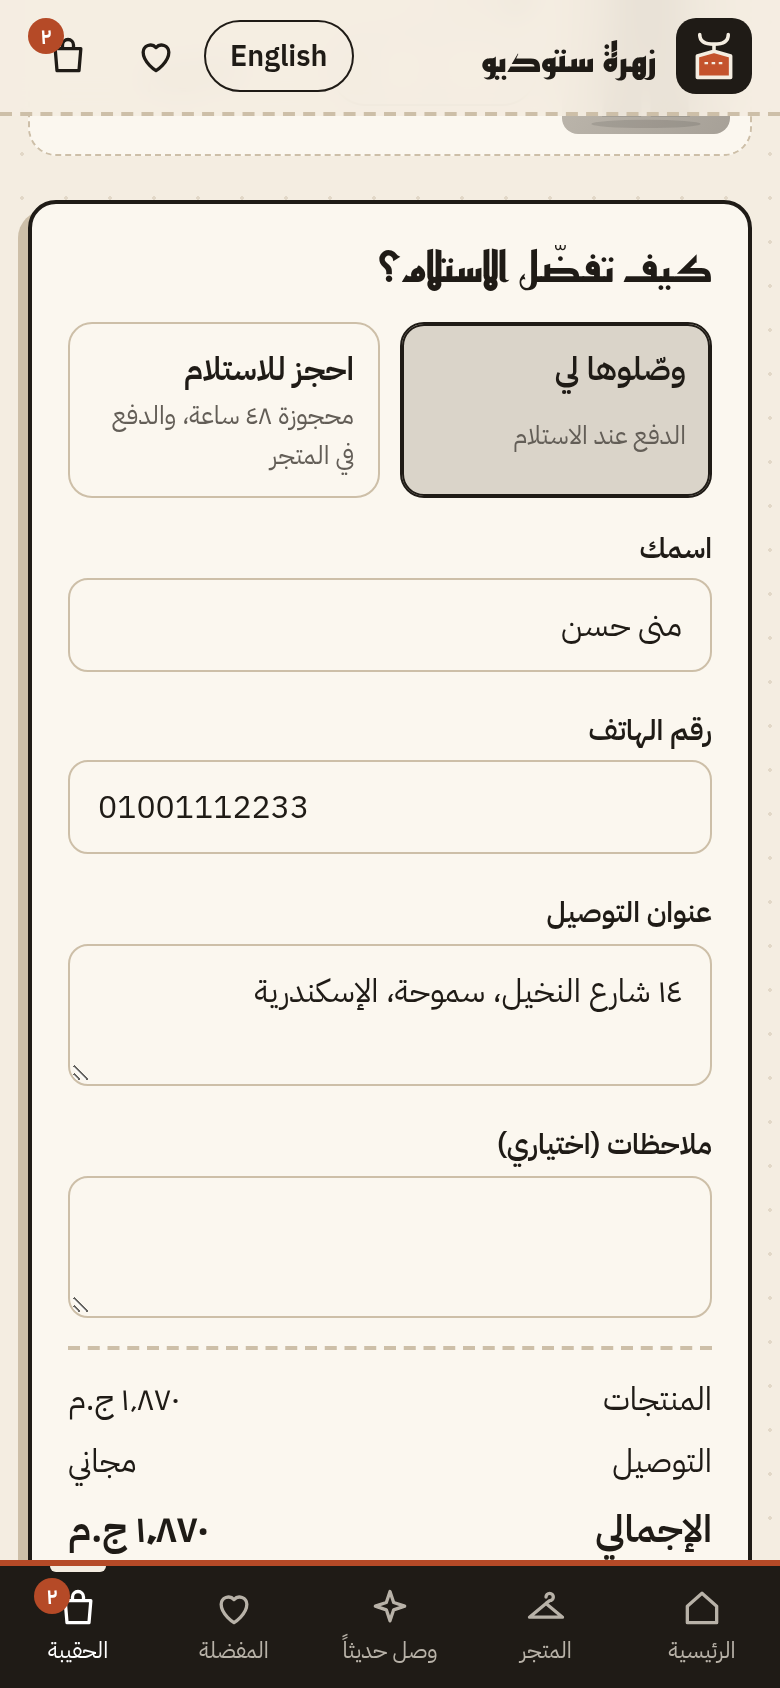 زهرة ستوديو
English
٢
كيف تفضّل الاستلام؟
وصّلوها لي
الدفع عند الاستلام
احجز للاستلام
محجوزة ٤٨ ساعة، والدفع
في المتجر
اسمك
منى حسن
رقم الهاتف
01001112233
عنوان التوصيل
١٤ شارع النخيل، سموحة، الإسكندرية
ملاحظات (اختياري)
المنتجات
١٬٨٧٠ ج.م
التوصيل
مجاني
الإجمالي
١٬٨٧٠ ج.م
الرئيسية
المتجر
وصل حديثاً
المفضلة
٢
الحقيبة